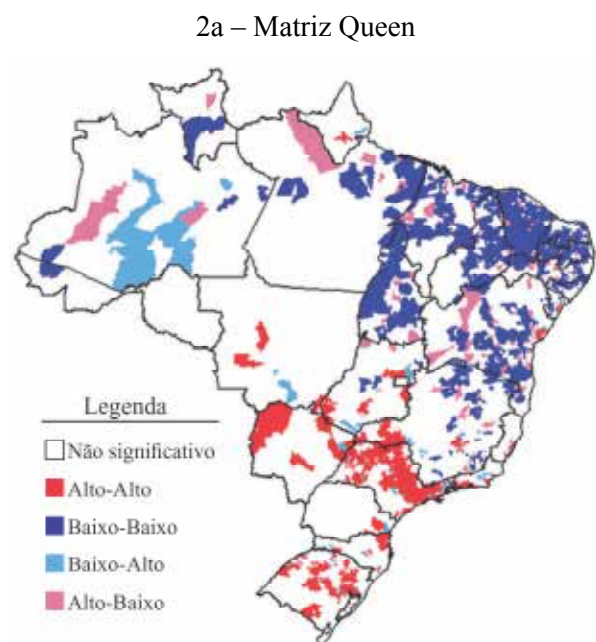 2a – Matriz Queen
Legenda
Não significativo
Alto-Alto
Baixo-Baixo
Baixo-Alto
Alto-Baixo